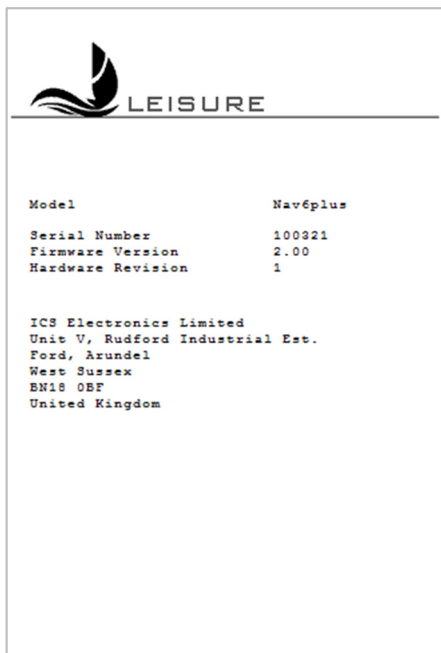 LEISURE
Model Nav6plus
Serial Number 100321
Firmware Version 2.00
Hardware Revision 1
ICS Electronics Limited
Unit V, Rudford Industrial Est.
Ford, Arundel
West Sussex
BN18 0BF
United Kingdom